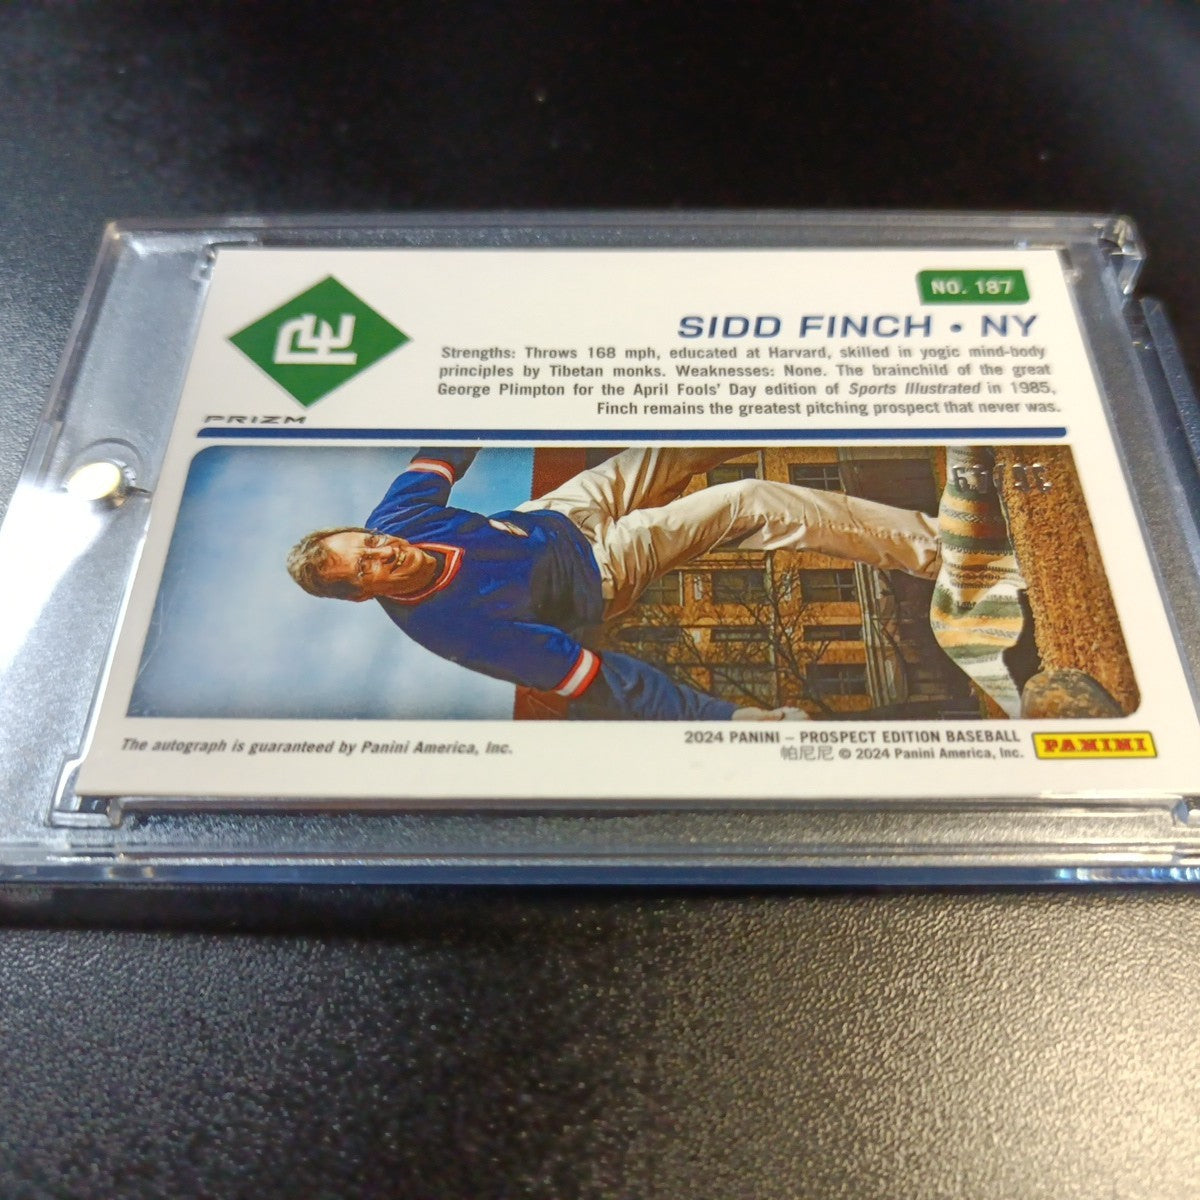 No. 187
SIDD FINCH • NY
Strengths: Throws 168 mph, educated at Harvard, skilled in yogic mind-body
principles by Tibetan monks. Weaknesses: None. The brainchild of the great
George Plimpton for the April Fools' Day edition of Sports Illustrated in 1985,
Finch remains the greatest pitching prospect that never was.
PE
PRIZM
The autograph is guaranteed by Panini America, Inc.
2024 PANINI – PROSPECT EDITION BASEBALL
帕尼尼 © 2024 Panini America, Inc.
PANINI